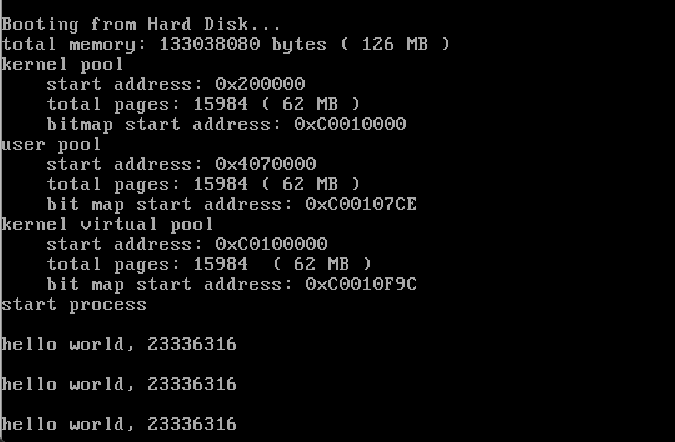 Booting from Hard Disk...
total memory: 133038080 bytes ( 126 MB )
kernel pool
    start address: 0x200000
    total pages: 15984 ( 62 MB )
    bitmap start address: 0xC0010000
user pool
    start address: 0x4070000
    total pages: 15984 ( 62 MB )
    bit map start address: 0xC00107CE
kernel virtual pool
    start address: 0xC0100000
    total pages: 15984  ( 62 MB )
    bit map start address: 0xC0010F9C
start process
hello world, 23336316
hello world, 23336316
hello world, 23336316